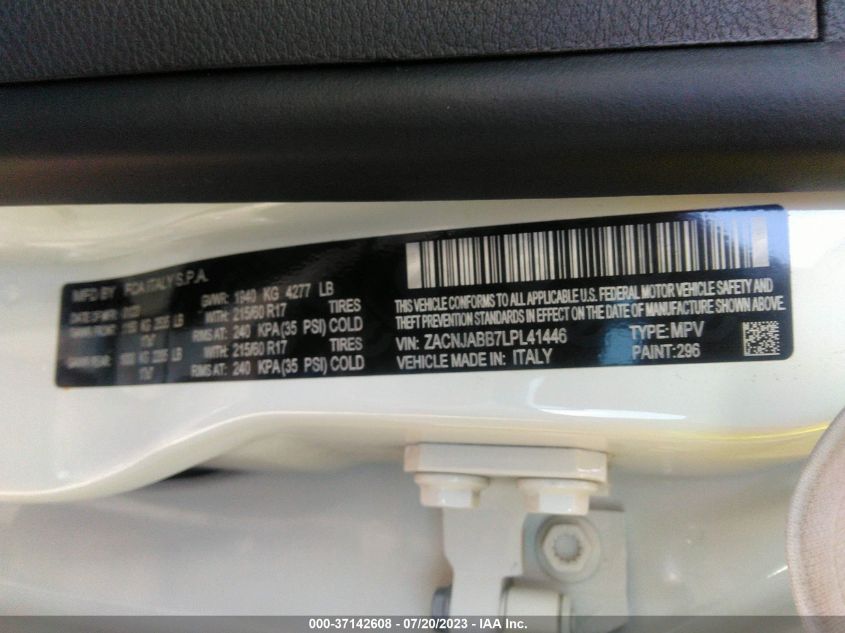 MFD BY FCA ITALY S.P.A.
GVWR: 1940 KG 4277 LB
WITH: 215/60 R17 TIRES
RIMS AT: 240 KPA(35 PSI) COLD
WITH: 215/60 R17 TIRES
RIMS AT: 240 KPA(35 PSI) COLD
THIS VEHICLE CONFORMS TO ALL APPLICABLE U.S. FEDERAL MOTOR VEHICLE SAFETY AND
THEFT PREVENTION STANDARDS IN EFFECT ON THE DATE OF MANUFACTURE SHOWN ABOVE.
VIN: ZACNJABB7LPL41446 TYPE: MPV
VEHICLE MADE IN: ITALY PAINT: 296
000-37142608 - 07/20/2023 - IAA Inc.